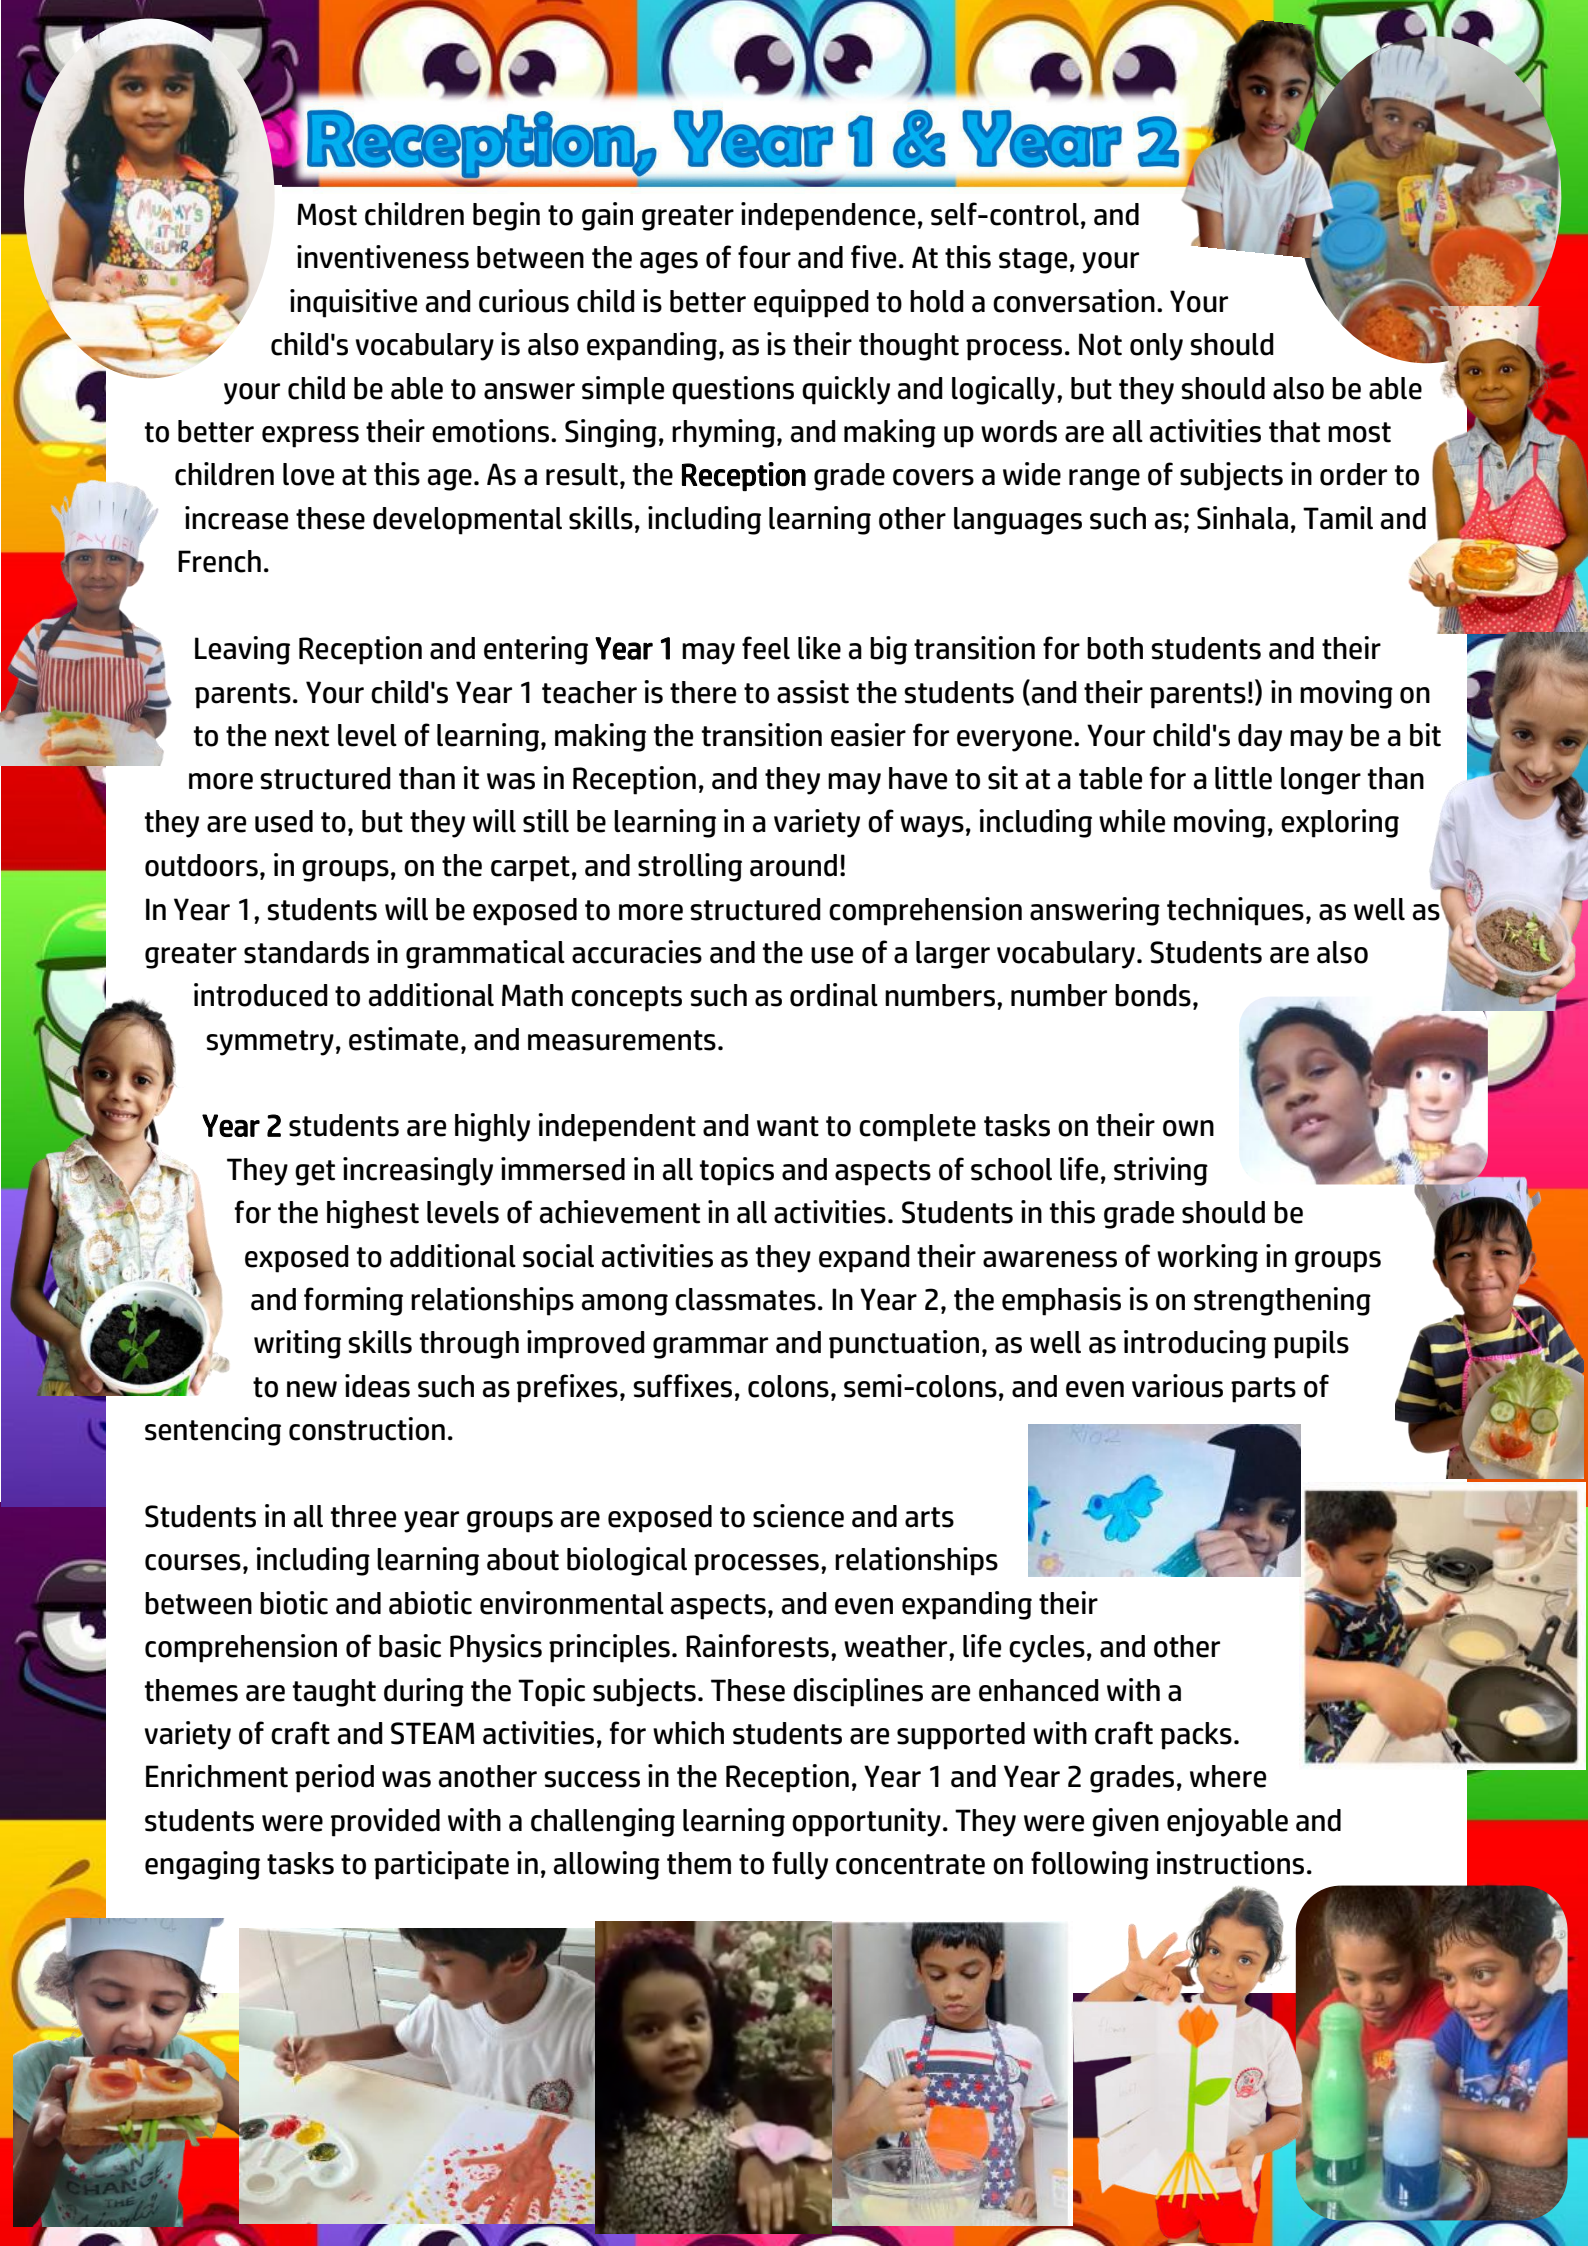 Reception, Year 1 & Year 2
MUMMY'S
LITTLE
HELPER
Most children begin to gain greater independence, self-control, and
inventiveness between the ages of four and five. At this stage, your
inquisitive and curious child is better equipped to hold a conversation. Your
child's vocabulary is also expanding, as is their thought process. Not only should
your child be able to answer simple questions quickly and logically, but they should also be able
to better express their emotions. Singing, rhyming, and making up words are all activities that most
children love at this age. As a result, the Reception grade covers a wide range of subjects in order to
increase these developmental skills, including learning other languages such as; Sinhala, Tamil and
French.
Leaving Reception and entering Year 1 may feel like a big transition for both students and their
parents. Your child's Year 1 teacher is there to assist the students (and their parents!) in moving on
to the next level of learning, making the transition easier for everyone. Your child's day may be a bit
more structured than it was in Reception, and they may have to sit at a table for a little longer than
they are used to, but they will still be learning in a variety of ways, including while moving, exploring
outdoors, in groups, on the carpet, and strolling around!
In Year 1, students will be exposed to more structured comprehension answering techniques, as well as
greater standards in grammatical accuracies and the use of a larger vocabulary. Students are also
introduced to additional Math concepts such as ordinal numbers, number bonds,
symmetry, estimate, and measurements.
Year 2 students are highly independent and want to complete tasks on their own
They get increasingly immersed in all topics and aspects of school life, striving
for the highest levels of achievement in all activities. Students in this grade should be
exposed to additional social activities as they expand their awareness of working in groups
and forming relationships among classmates. In Year 2, the emphasis is on strengthening
writing skills through improved grammar and punctuation, as well as introducing pupils
to new ideas such as prefixes, suffixes, colons, semi-colons, and even various parts of
sentencing construction.
Rio2
Students in all three year groups are exposed to science and arts
courses, including learning about biological processes, relationships
between biotic and abiotic environmental aspects, and even expanding their
comprehension of basic Physics principles. Rainforests, weather, life cycles, and other
themes are taught during the Topic subjects. These disciplines are enhanced with a
variety of craft and STEAM activities, for which students are supported with craft packs.
Enrichment period was another success in the Reception, Year 1 and Year 2 grades, where
students were provided with a challenging learning opportunity. They were given enjoyable and
engaging tasks to participate in, allowing them to fully concentrate on following instructions.
CAN
CHANGE
THE